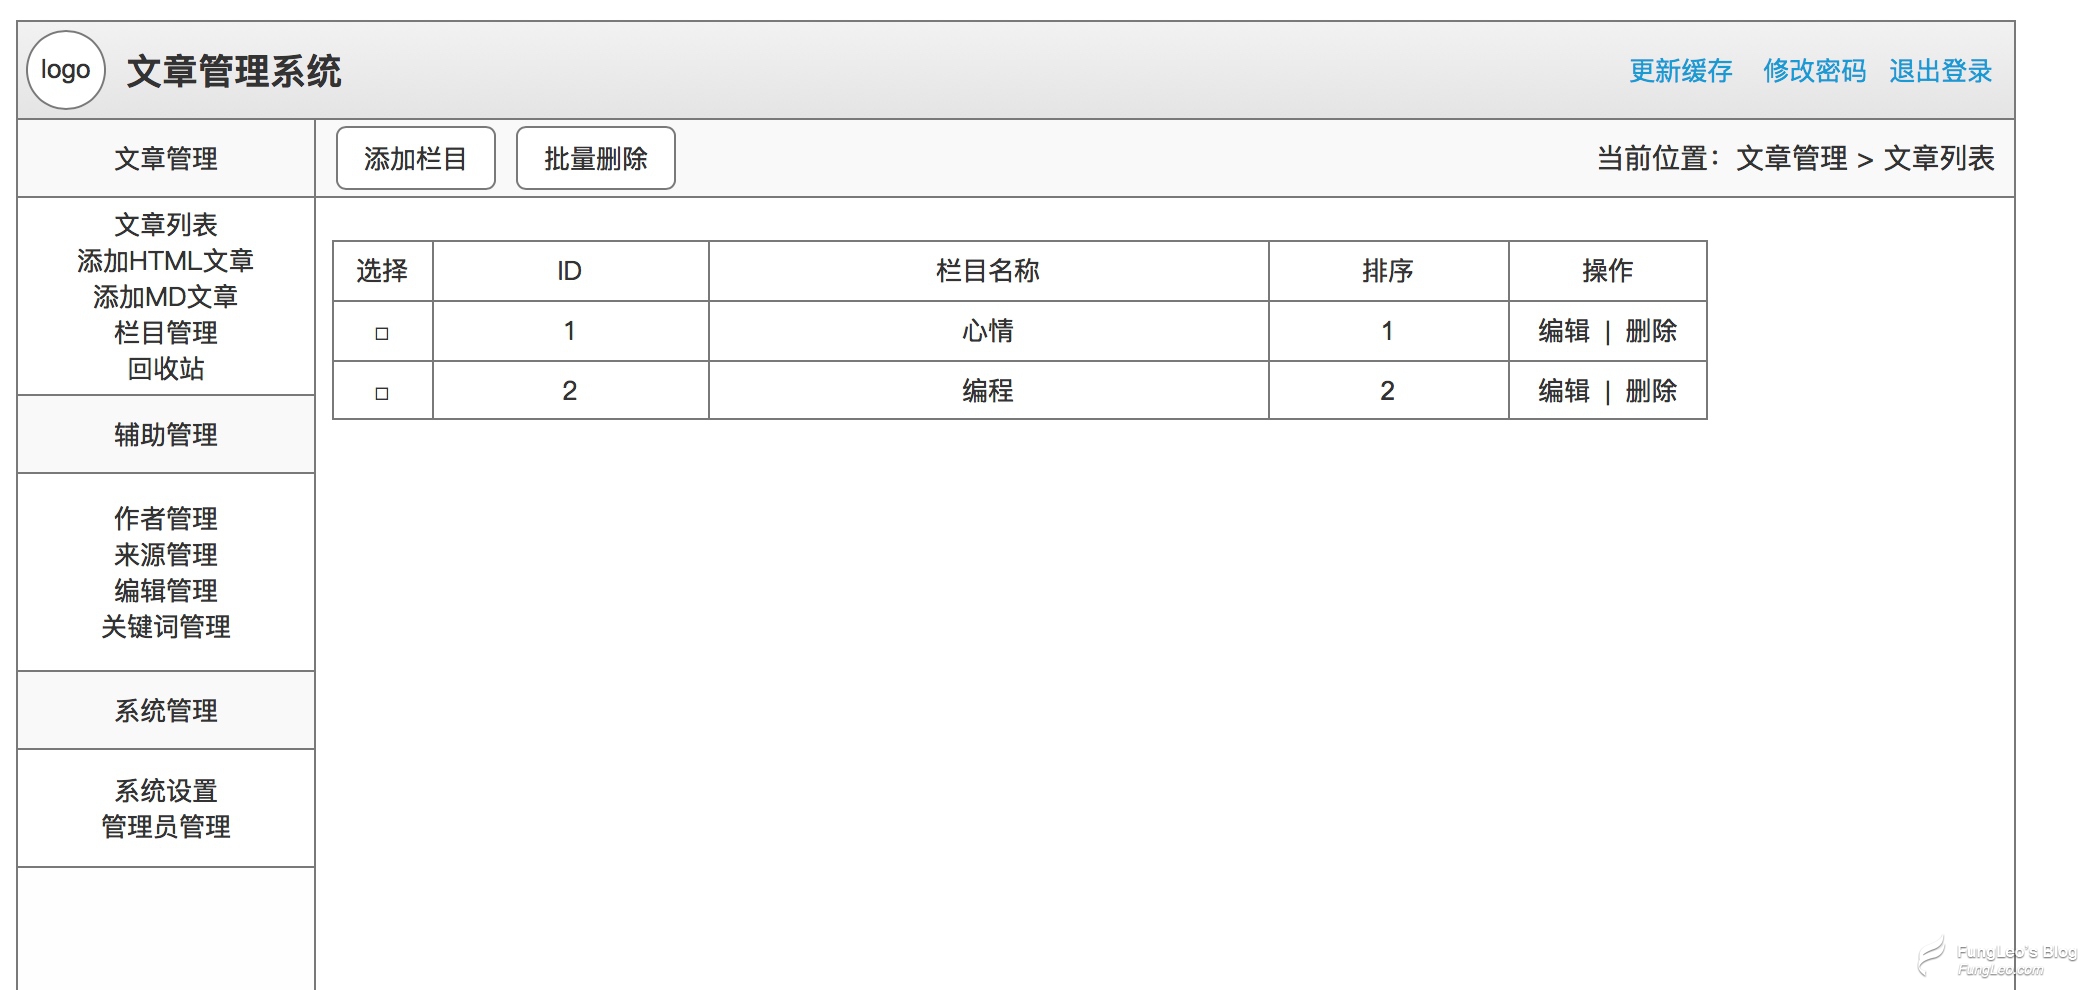 logo 文章管理系统 更新缓存 修改密码 退出登录
文章管理 添加栏目 批量删除 当前位置：文章管理 > 文章列表
文章列表
添加HTML文章
添加MD文章
栏目管理
回收站
选择 ID 栏目名称 排序 操作
1 心情 1 编辑 | 删除
2 编程 2 编辑 | 删除
辅助管理
作者管理
来源管理
编辑管理
关键词管理
系统管理
系统设置
管理员管理
FungLeo's Blog
FungLeo.com